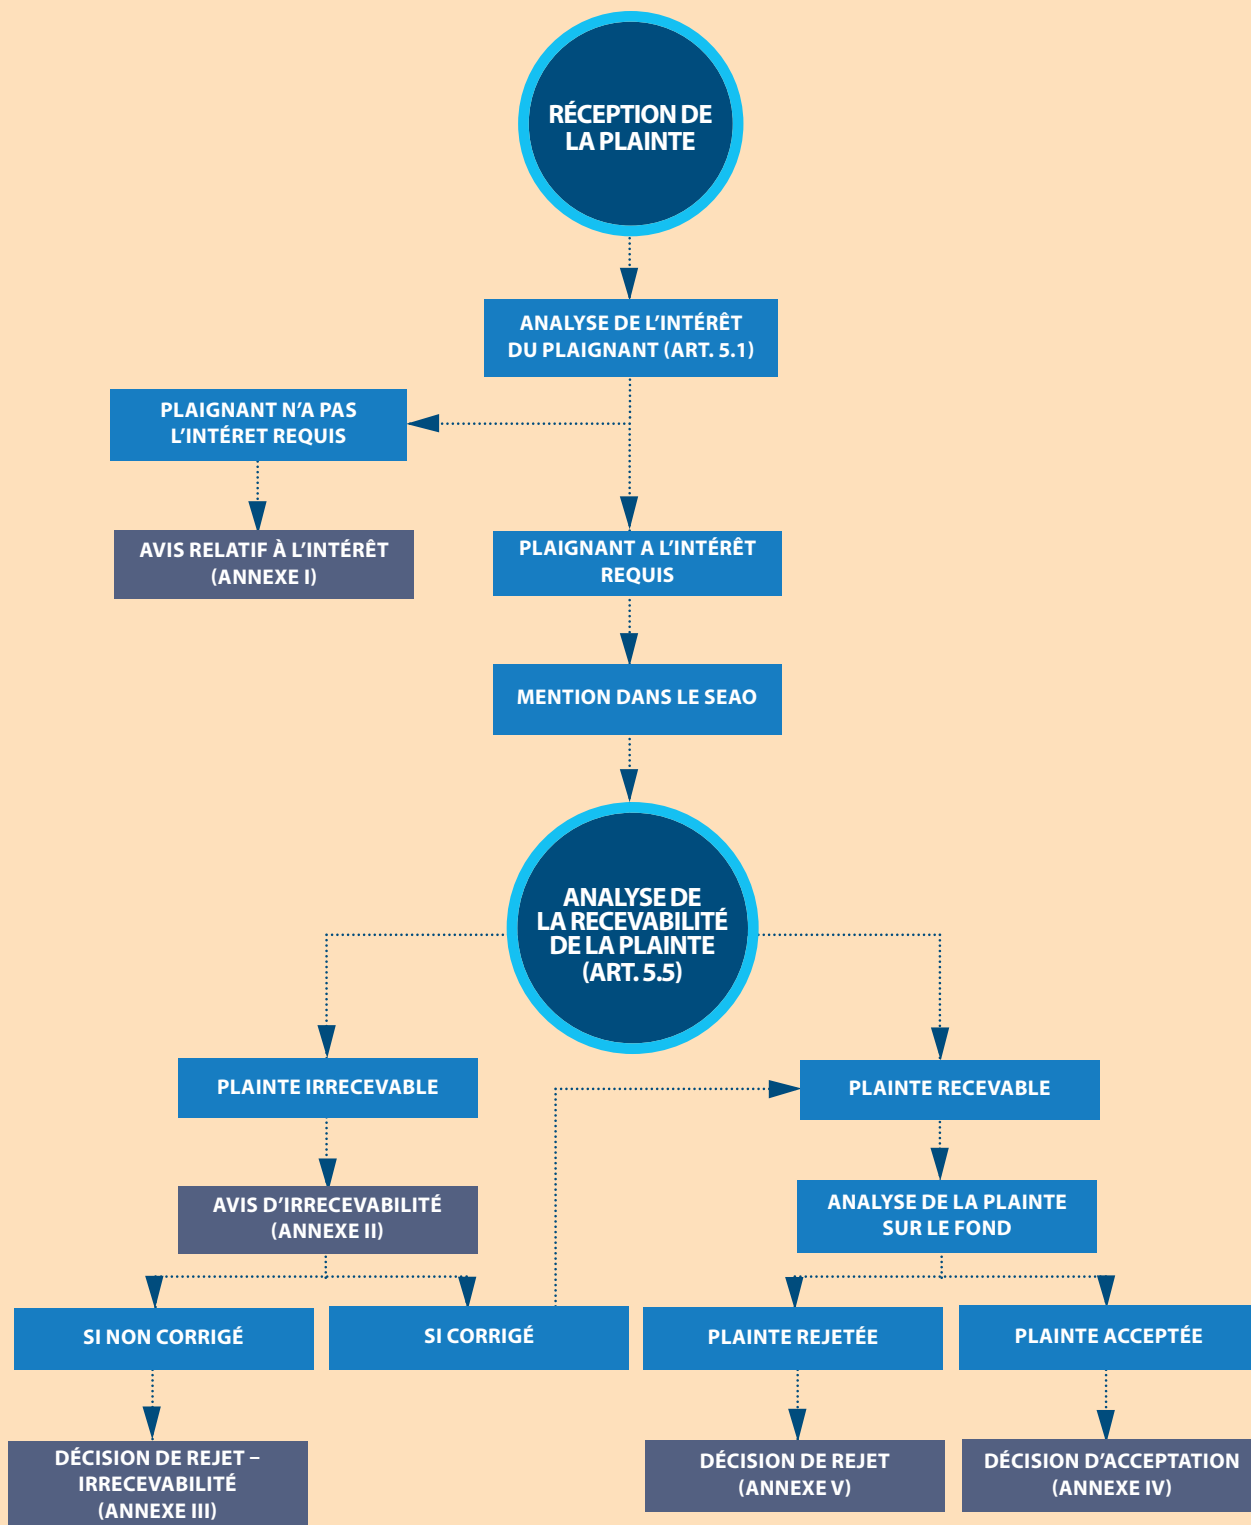 RÉCEPTION DE
LA PLAINTE
ANALYSE DE L’INTÉRÊT
DU PLAIGNANT (ART. 5.1)
PLAIGNANT N’A PAS
L’INTÉRET REQUIS
AVIS RELATIF À L’INTÉRÊT
(ANNEXE I)
PLAIGNANT A L’INTÉRÊT
REQUIS
MENTION DANS LE SEAO
ANALYSE DE
LA RECEVABILITÉ
DE LA PLAINTE
(ART. 5.5)
PLAINTE IRRECEVABLE
PLAINTE RECEVABLE
AVIS D’IRRECEVABILITÉ
(ANNEXE II)
ANALYSE DE LA PLAINTE
SUR LE FOND
SI NON CORRIGÉ
SI CORRIGÉ
PLAINTE REJETÉE
PLAINTE ACCEPTÉE
DÉCISION DE REJET –
IRRECEVABILITÉ
(ANNEXE III)
DÉCISION DE REJET
(ANNEXE V)
DÉCISION D’ACCEPTATION
(ANNEXE IV)